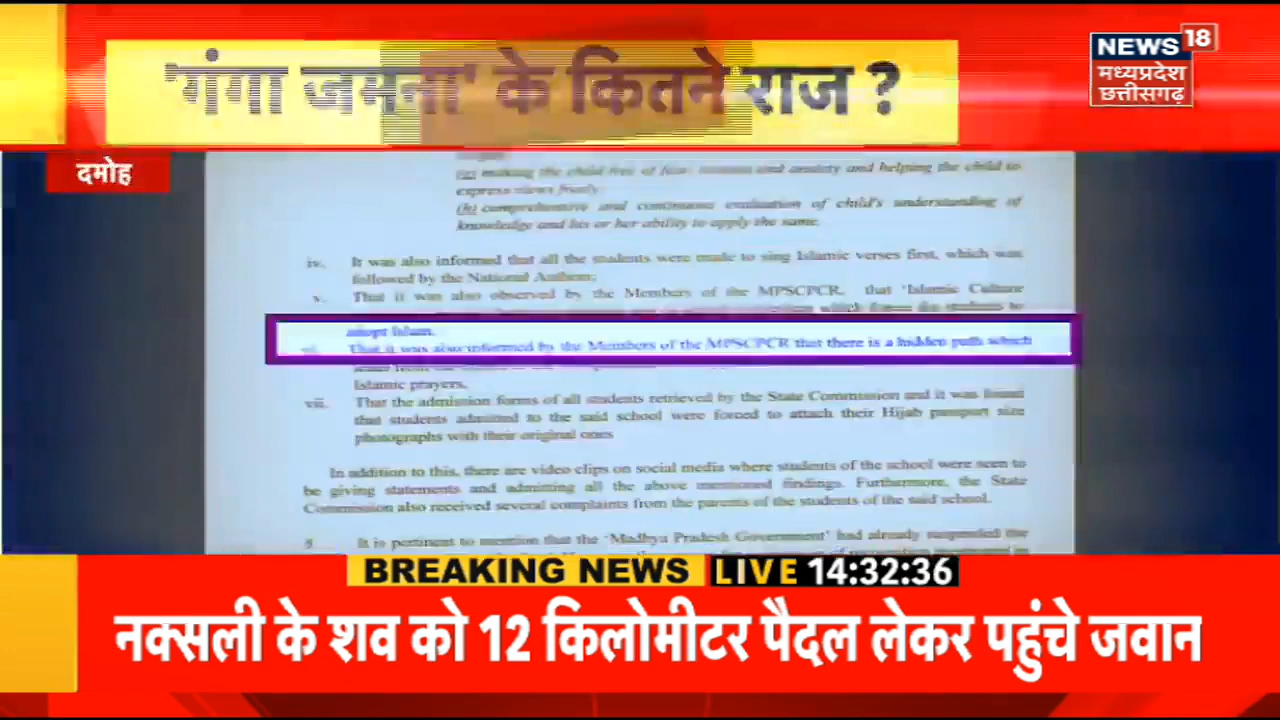 'गंगा जमना' के कितने राज ?
NEWS 18
मध्यप्रदेश
छत्तीसगढ़
दमोह
(g) making the child free of fear, trauma and anxiety and helping the child to
express views freely;
(h) comprehensive and continuous evaluation of child's understanding of
knowledge and his or her ability to apply the same.
iv. It was also informed that all the students were made to sing Islamic verses first, which was
followed by the National Anthem;
v. That it was also observed by the Members of the MPSCPCR, that 'Islamic Culture
which forces the students to
adopt Islam.
vi. That it was also informed by the Members of the MPSCPCR that there is a hidden path which
Islamic prayers.
vii. That the admission forms of all students retrieved by the State Commission and it was found
that students admitted to the said school were forced to attach their Hijab passport size
photographs with their original ones
In addition to this, there are video clips on social media where students of the school were seen to
be giving statements and admitting all the above mentioned findings. Furthermore, the State
Commission also received several complaints from the parents of the students of the said school.
It is pertinent to mention that the 'Madhya Pradesh Government' had already suspended the
BREAKING NEWS LIVE 14:32:36
नक्सली के शव को 12 किलोमीटर पैदल लेकर पहुंचे जवान